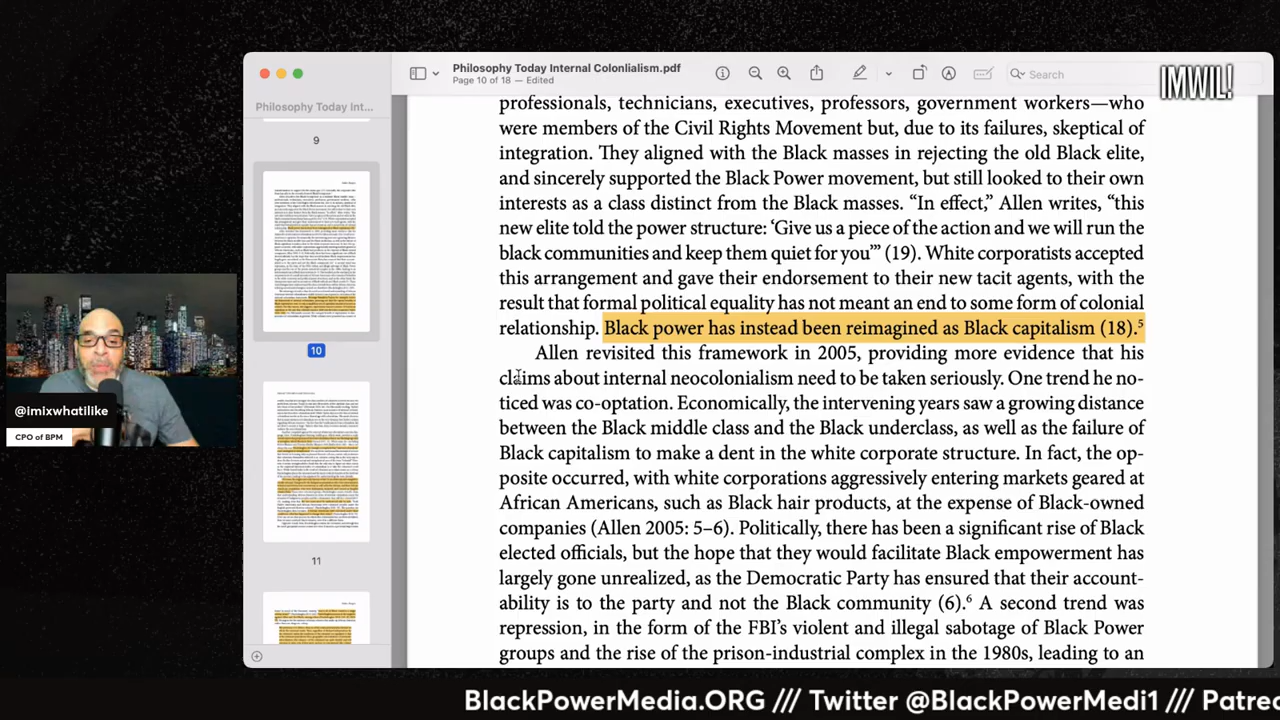 Philosophy Today Internal Colonlialism.pdf
Page 10 of 18 — Edited
Search
IMWIL!
Philosophy Today Int...
9
10
11
professionals, technicians, executives, professors, government workers—who
were members of the Civil Rights Movement but, due to its failures, skeptical of
integration. They aligned with the Black masses in rejecting the old Black elite,
and sincerely supported the Black Power movement, but still looked to their own
interests as a class distinct from the Black masses. “In effect,” Allen writes, “this
new elite told the power structure: ‘Give us a piece of the action and we will run the
Black communities and keep them quiet for you’” (19). White corporatists accepted
this arrangement and gave endorsement to their new agents, with the
result that formal political equality has not meant an end to some form of colonial
relationship. Black power has instead been reimagined as Black capitalism (18).⁵
Allen revisited this framework in 2005, providing more evidence that his
claims about internal neocolonialism need to be taken seriously. One trend he no-
ticed was co-optation. Economically, the intervening years saw growing distance
between the Black middle class and the Black underclass, as well as the failure of
Black capitalism to make inroads in white corporate structure. In fact, the op-
posite occurred, with white corporations aggressively entering markets geared at
African Americans, such as hair products, at the expense of Black-owned
companies (Allen 2005: 5–6). Politically, there has been a significant rise of Black
elected officials, but the hope that they would facilitate Black empowerment has
largely gone unrealized, as the Democratic Party has ensured that their account-
ability is to the party and not the Black community (6).⁶ A second trend was
repression, in the form of government and illegal sabotage of Black Power
groups and the rise of the prison-industrial complex in the 1980s, leading to an
@imixwhatilike
CPO of BPM
BlackPowerMedia.ORG /// Twitter @BlackPowerMedi1 /// Patre